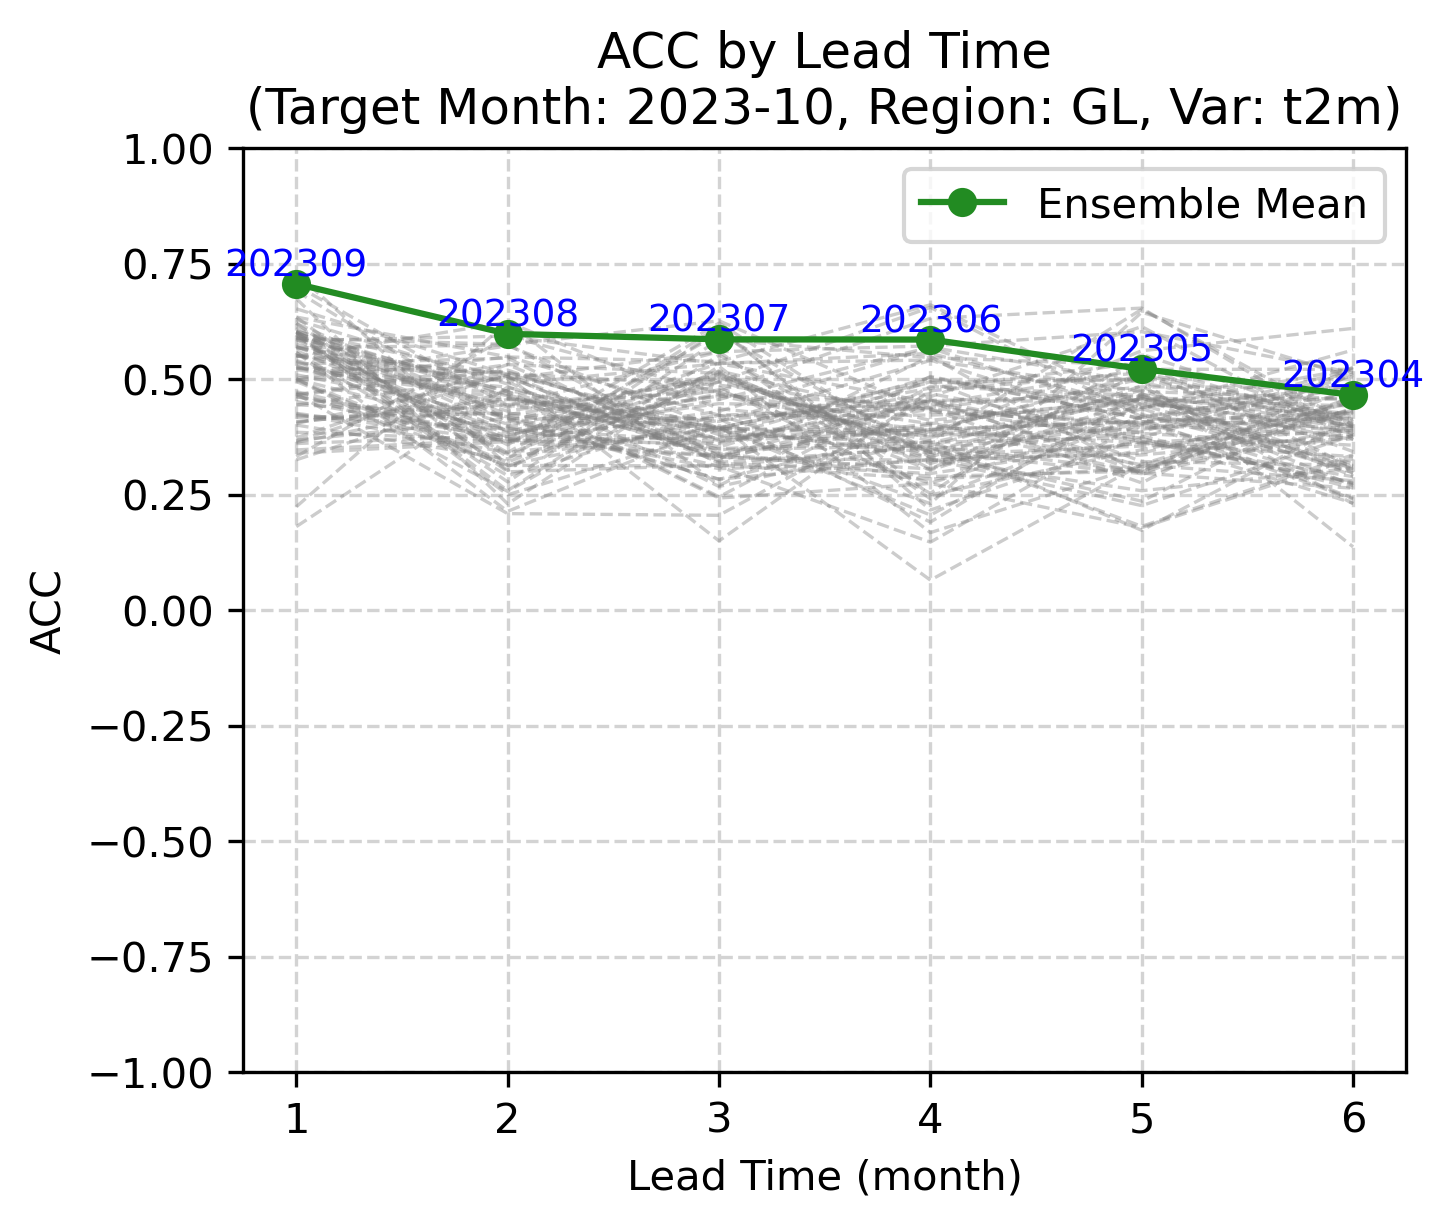 ACC by Lead Time
(Target Month: 2023-10, Region: GL, Var: t2m)
Ensemble Mean
1.00
0.75
0.50
0.25
0.00
−0.25
−0.50
−0.75
−1.00
ACC
202309
202308
202307
202306
202305
202304
1 2 3 4 5 6
Lead Time (month)